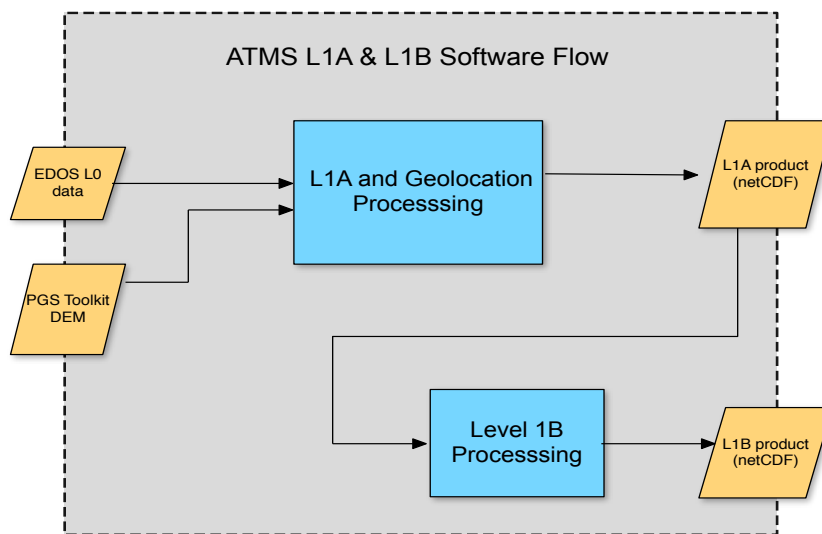 ATMS L1A & L1B Software Flow
EDOS L0
data
L1A and Geolocation
Processsing
L1A product
(netCDF)
PGS Toolkit
DEM
Level 1B
Processsing
L1B product
(netCDF)